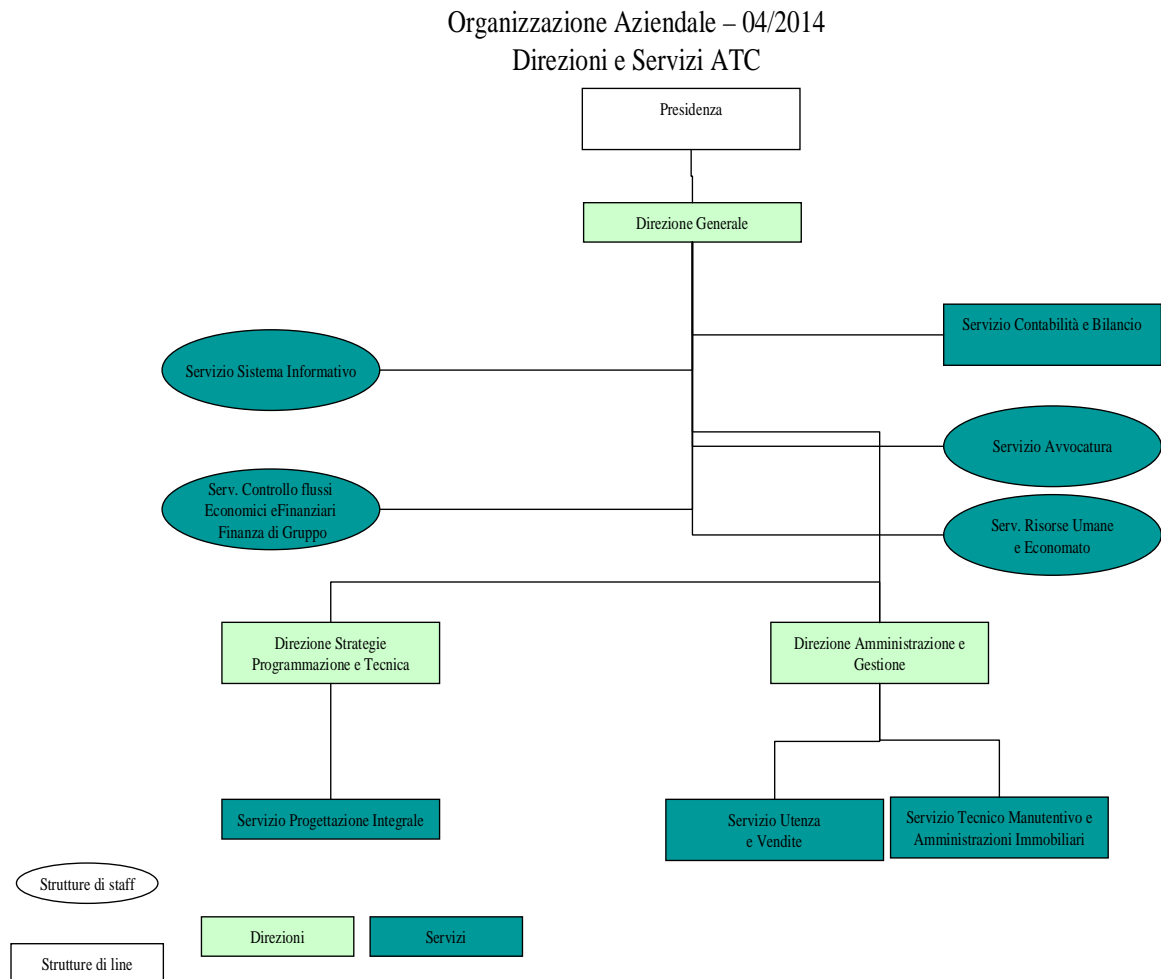 Organizzazione Aziendale – 04/2014
Direzioni e Servizi ATC
Presidenza
Direzione Generale
Servizio Contabilità e Bilancio
Servizio Sistema Informativo
Servizio Avvocatura
Serv. Controllo flussi
Economici eFinanziari
Finanza di Gruppo
Serv. Risorse Umane
e Economato
Direzione Strategie
Programmazione e Tecnica
Direzione Amministrazione e
Gestione
Servizio Progettazione Integrale
Servizio Utenza
e Vendite
Servizio Tecnico Manutentivo e
Amministrazioni Immobiliari
Strutture di staff
Direzioni
Servizi
Strutture di line